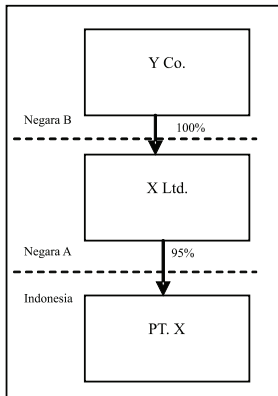 Y Co.
Negara B
100%
X Ltd.
Negara A
95%
Indonesia
PT. X